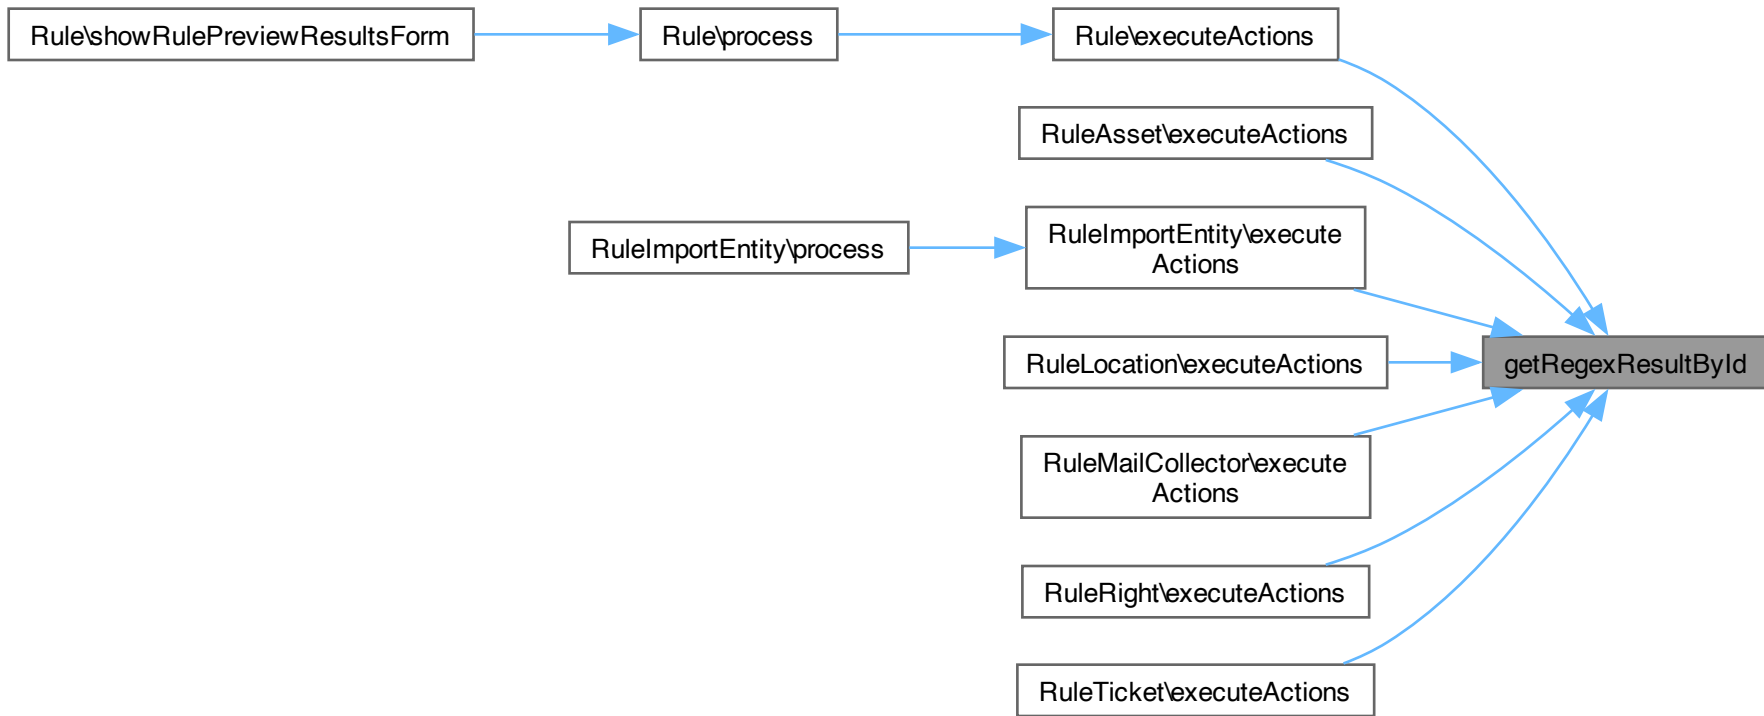 Rule\showRulePreviewResultsForm
Rule\process
Rule\executeActions
RuleAsset\executeActions
RuleImportEntity\process
RuleImportEntity\execute
Actions
RuleLocation\executeActions
getRegexResultById
RuleMailCollector\execute
Actions
RuleRight\executeActions
RuleTicket\executeActions